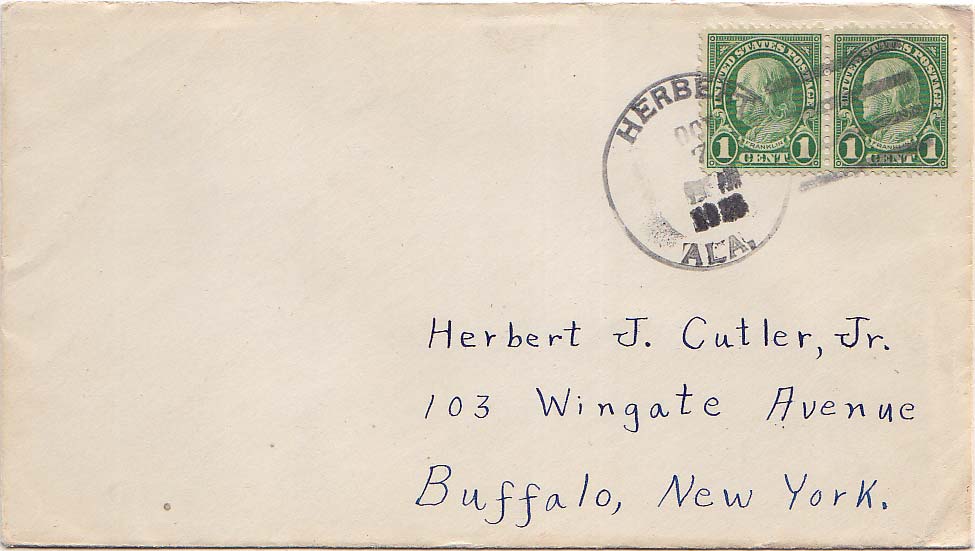 UNITED STATES POSTAGE UNITED STATES POSTAGE
FRANKLIN FRANKLIN
1 CENT 1 1 CENT 1
HERBERT
OCT
7
ALA.
Herbert J. Cutler, Jr.
103 Wingate Avenue
Buffalo, New York.